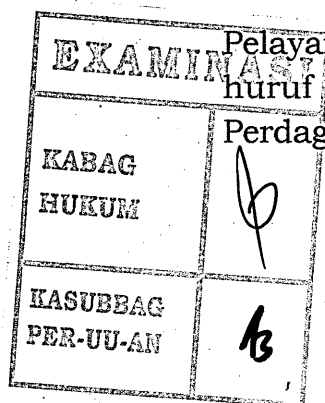 Pelaya
EXAMINASI
huruf
Perdag
KABAG
HUKUM
KASUBBAG
PER-UU-AN